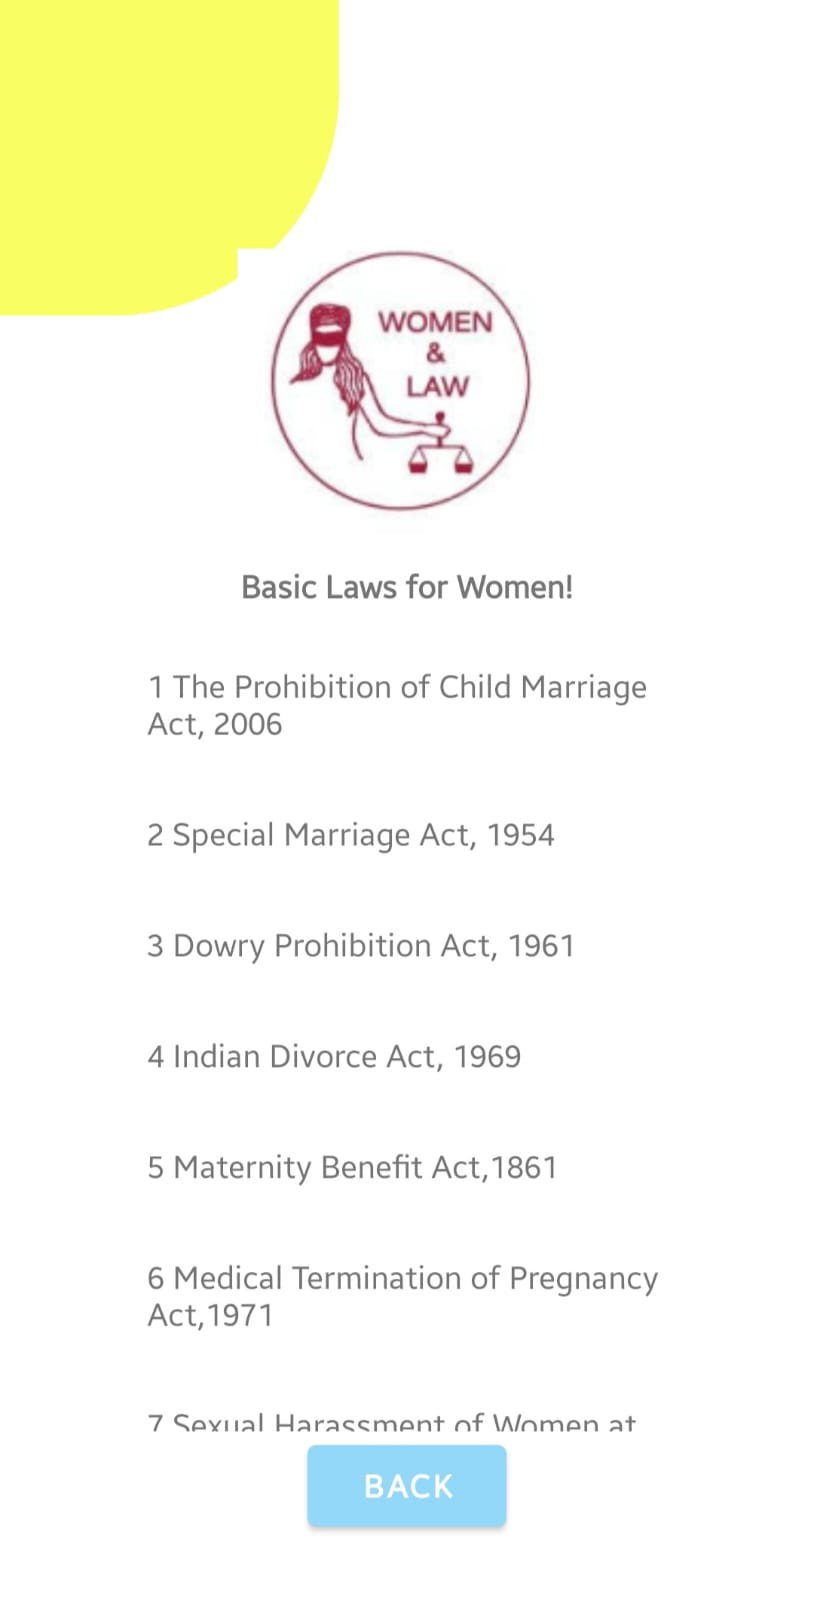 WOMEN
&
LAW
Basic Laws for Women!
1 The Prohibition of Child Marriage
Act, 2006
2 Special Marriage Act, 1954
3 Dowry Prohibition Act, 1961
4 Indian Divorce Act, 1969
5 Maternity Benefit Act,1861
6 Medical Termination of Pregnancy
Act,1971
7 Sexual Harassment of Women at
BACK